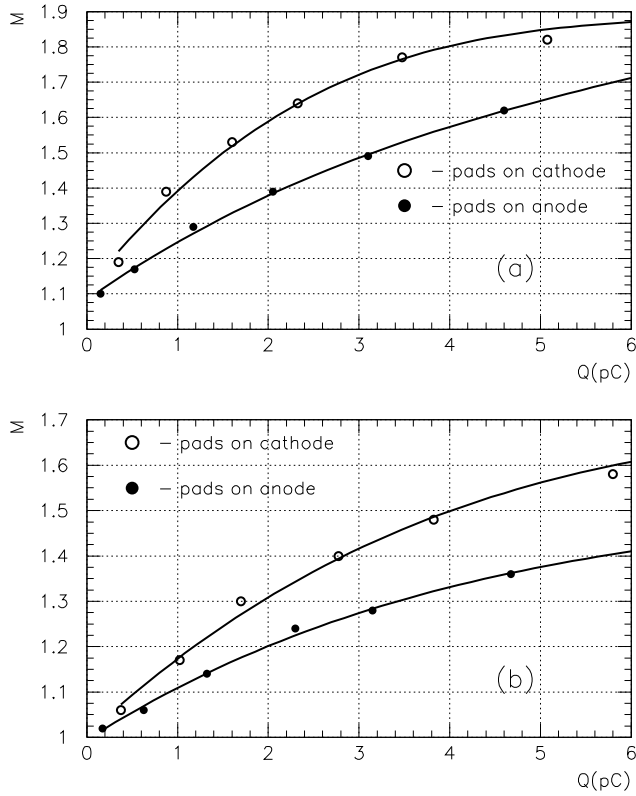 M
1.9
1.8
1.7
1.6
1.5
1.4
1.3
1.2
1.1
1
– pads on cathode
– pads on anode
(a)
0 1 2 3 4 5 6
Q(pC)
M
1.7
1.6
1.5
1.4
1.3
1.2
1.1
1
– pads on cathode
– pads on anode
(b)
0 1 2 3 4 5 6
Q(pC)